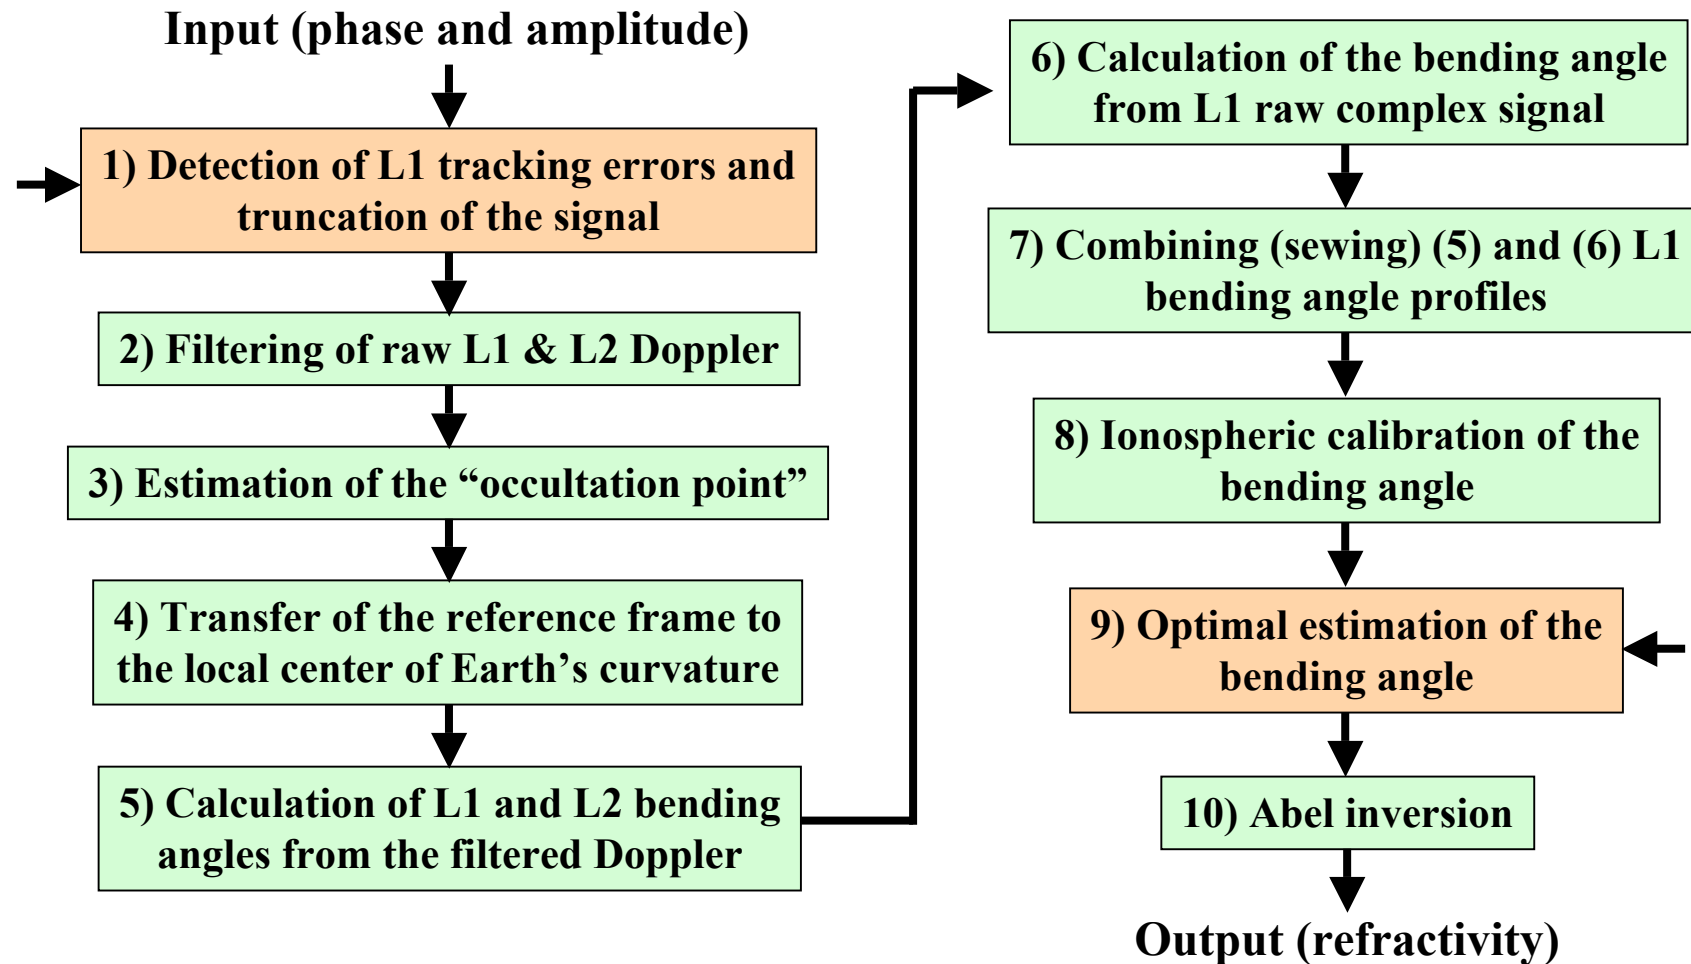 Input (phase and amplitude)
1) Detection of L1 tracking errors and
truncation of the signal
2) Filtering of raw L1 & L2 Doppler
3) Estimation of the “occultation point”
4) Transfer of the reference frame to
the local center of Earth’s curvature
5) Calculation of L1 and L2 bending
angles from the filtered Doppler
6) Calculation of the bending angle
from L1 raw complex signal
7) Combining (sewing) (5) and (6) L1
bending angle profiles
8) Ionospheric calibration of the
bending angle
9) Optimal estimation of the
bending angle
10) Abel inversion
Output (refractivity)